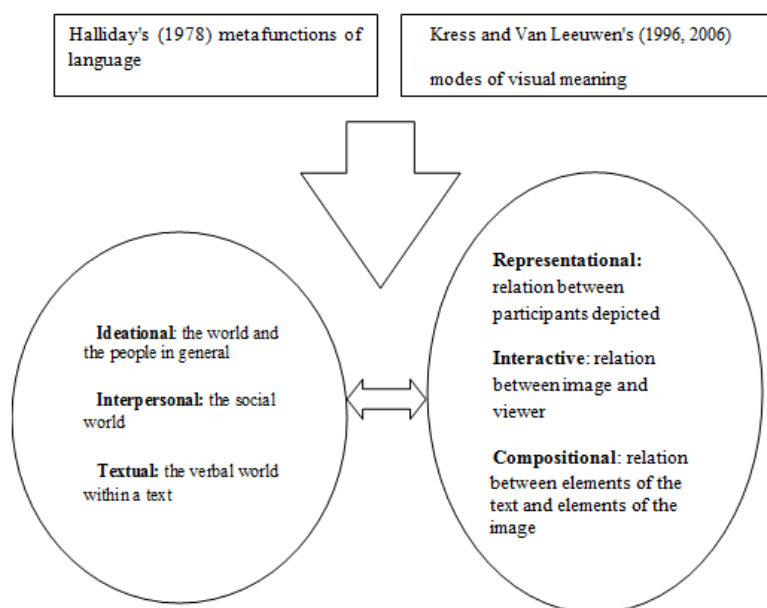 Halliday's (1978) metafunctions of
language
Kress and Van Leeuwen's (1996, 2006)
modes of visual meaning
Ideational: the world and
the people in general
Interpersonal: the social
world
Textual: the verbal world
within a text
Representational:
relation between
participants depicted
Interactive: relation
between image and
viewer
Compositional: relation
between elements of the
text and elements of the
image